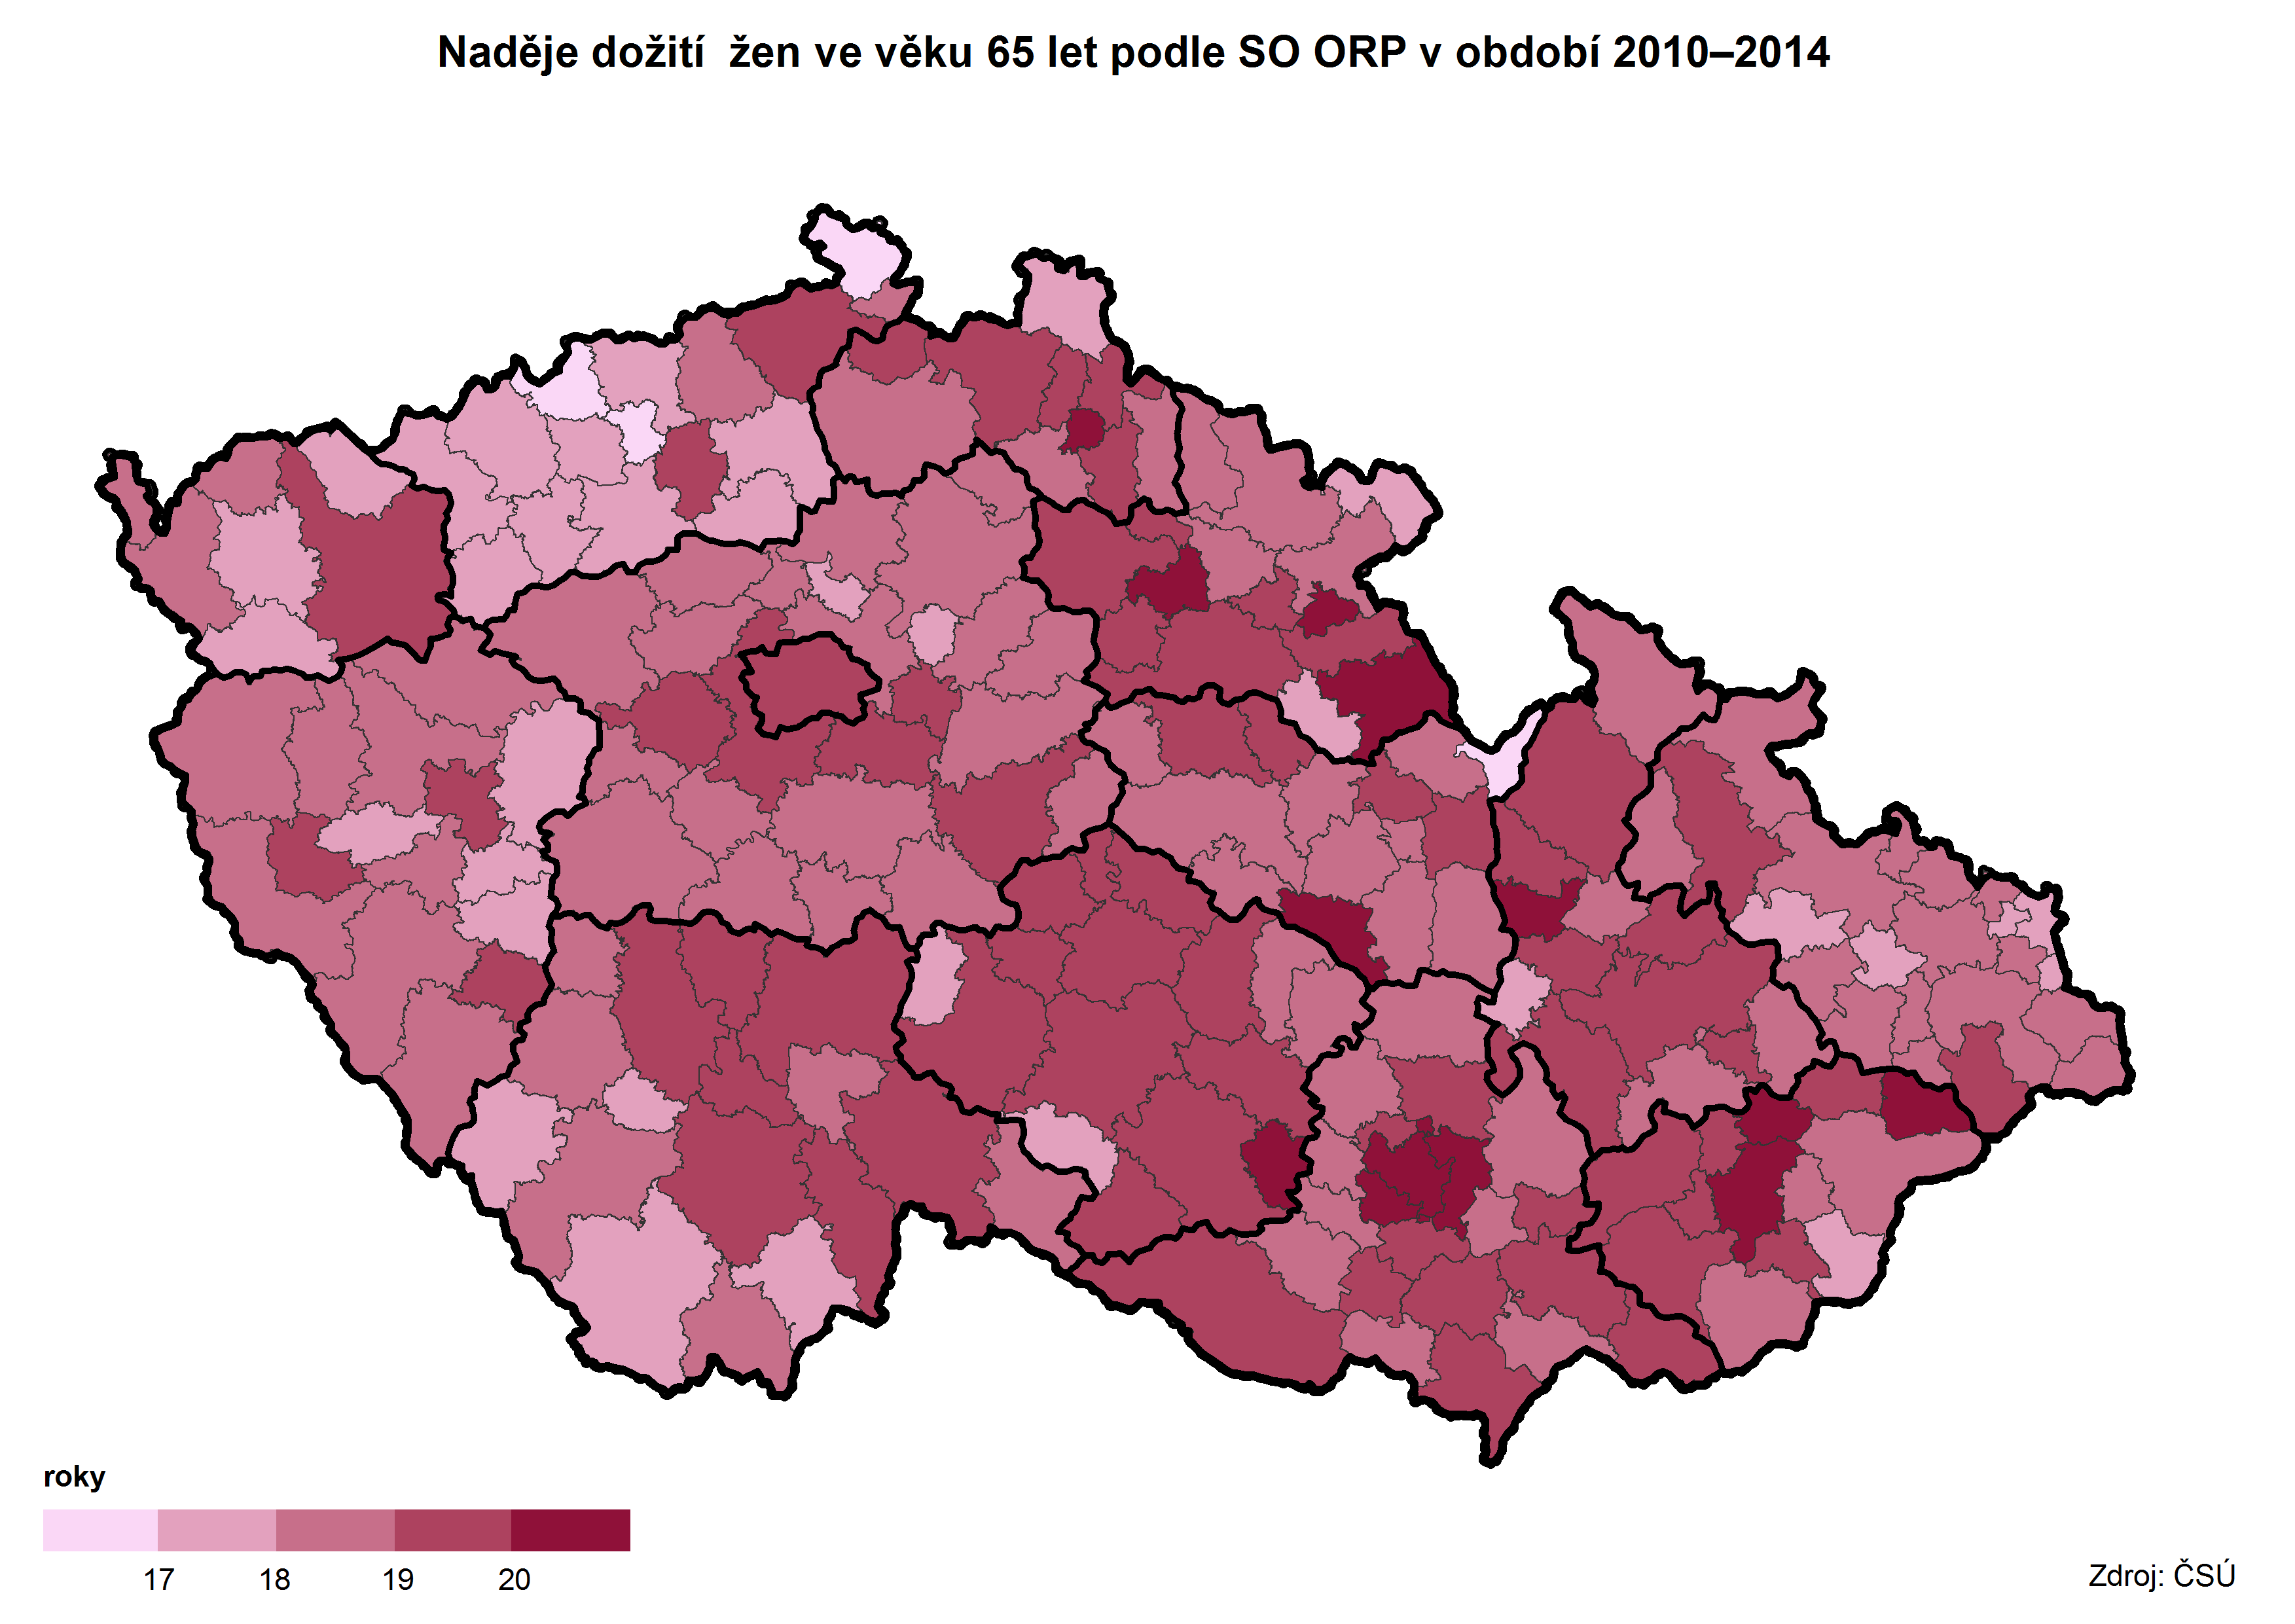 Naděje dožití  žen ve věku 65 let podle SO ORP v období 2010–2014
roky
17 18 19 20
Zdroj: ČSÚ